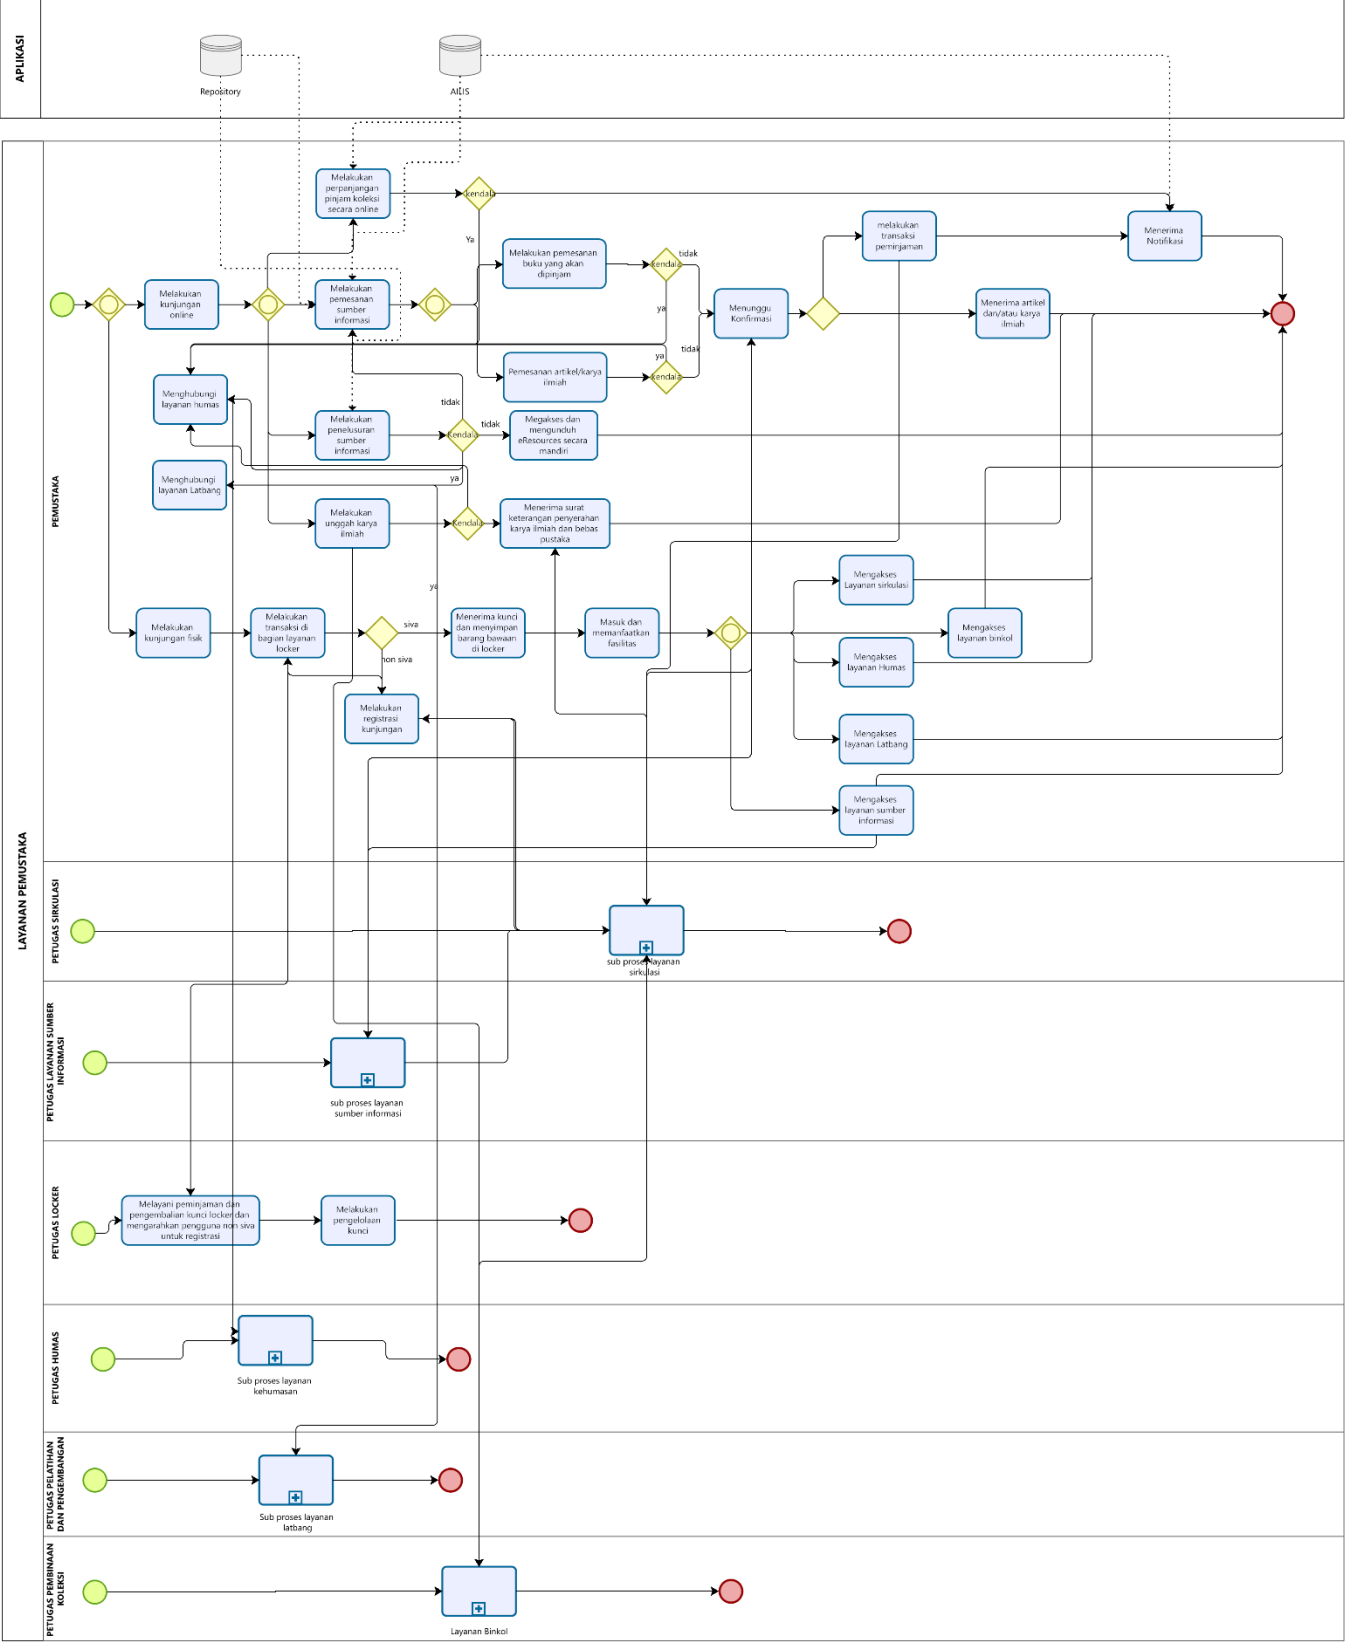 APLIKASI
Repository
AILIS
LAYANAN PEMUSTAKA
PEMUSTAKA
Melakukan
perpanjangan
pinjam koleksi
secara online
kendala
Ya
Melakukan pemesanan
buku yang akan
dipinjam
kendala
tidak
melakukan
transaksi
peminjaman
Menerima
Notifikasi
Melakukan
kunjungan
online
Melakukan
pemesanan
sumber
informasi
ya
Menunggu
Konfirmasi
Menerima artikel
dan/atau karya
ilmiah
tidak
ya
Pemesanan artikel/karya
ilmiah
kendala
Menghubungi
layanan humas
tidak
Melakukan
penelusuran
sumber
informasi
Kendala
tidak
Megakses dan
mengunduh
eResources secara
mandiri
Menghubungi
layanan Latbang
ya
Melakukan
unggah karya
ilmiah
Kendala
Menerima surat
keterangan penyerahan
karya ilmiah dan bebas
pustaka
ya
Mengakses
Layanan sirkulasi
Melakukan
kunjungan fisik
Melakukan
transaksi di
bagian layanan
locker
siva
non siva
Menerima kunci
dan menyimpan
barang bawaan
di locker
Masuk dan
memanfaatkan
fasilitas
Mengakses
layanan binkol
Mengakses
layanan Humas
Melakukan
registrasi
kunjungan
Mengakses
layanan Latbang
Mengakses
layanan sumber
informasi
PETUGAS SIRKULASI
sub proses layanan
sirkulasi
PETUGAS LAYANAN SUMBER
INFORMASI
sub proses layanan
sumber informasi
PETUGAS LOCKER
Melayani peminjaman dan
pengembalian kunci locker dan
mengarahkan pengguna non siva
untuk registrasi
Melakukan
pengelolaan
kunci
PETUGAS HUMAS
Sub proses layanan
kehumasan
PETUGAS PELATIHAN
DAN PENGEMBANGAN
Sub proses layanan
latbang
PETUGAS PEMBINAAN
KOLEKSI
Layanan Binkol